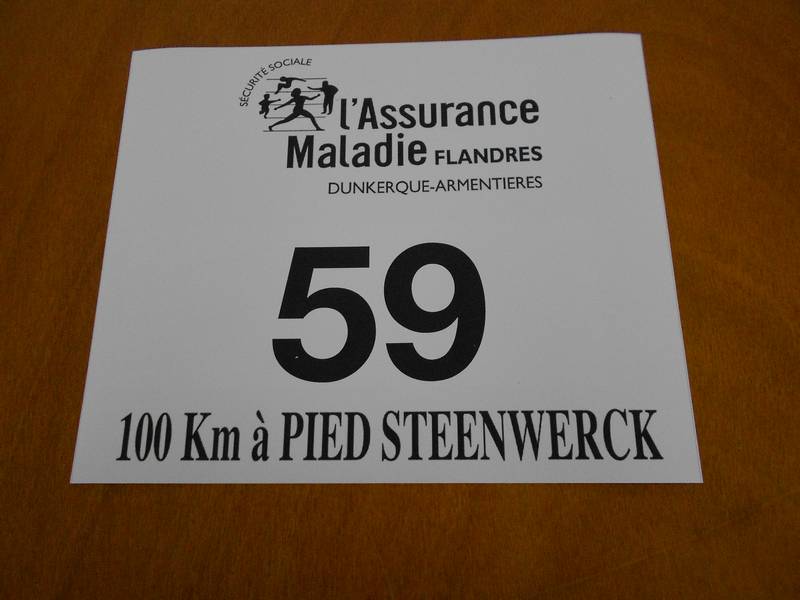 SÉCURITÉ SOCIALE
l'Assurance
Maladie FLANDRES
DUNKERQUE-ARMENTIERES
59
100 Km à PIED STEENWERCK